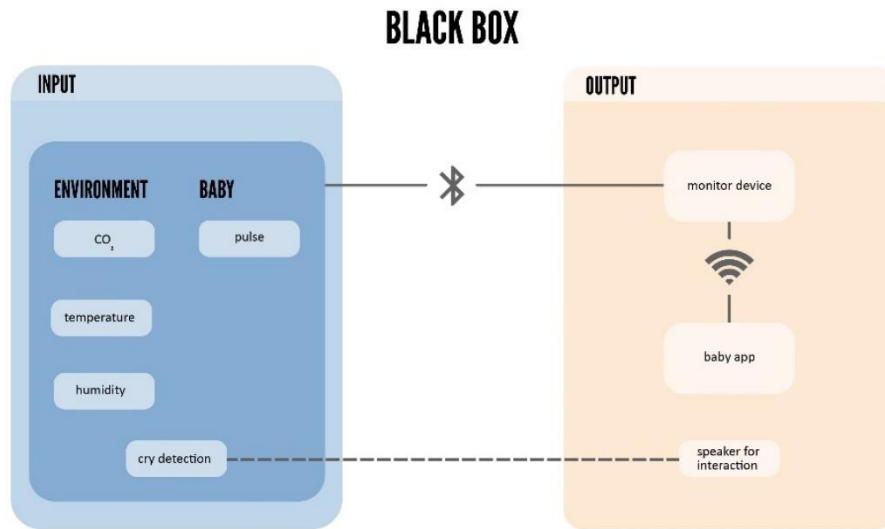 BLACK BOX
INPUT
ENVIRONMENT
BABY
CO₂
pulse
temperature
humidity
cry detection
OUTPUT
monitor device
baby app
speaker for
interaction